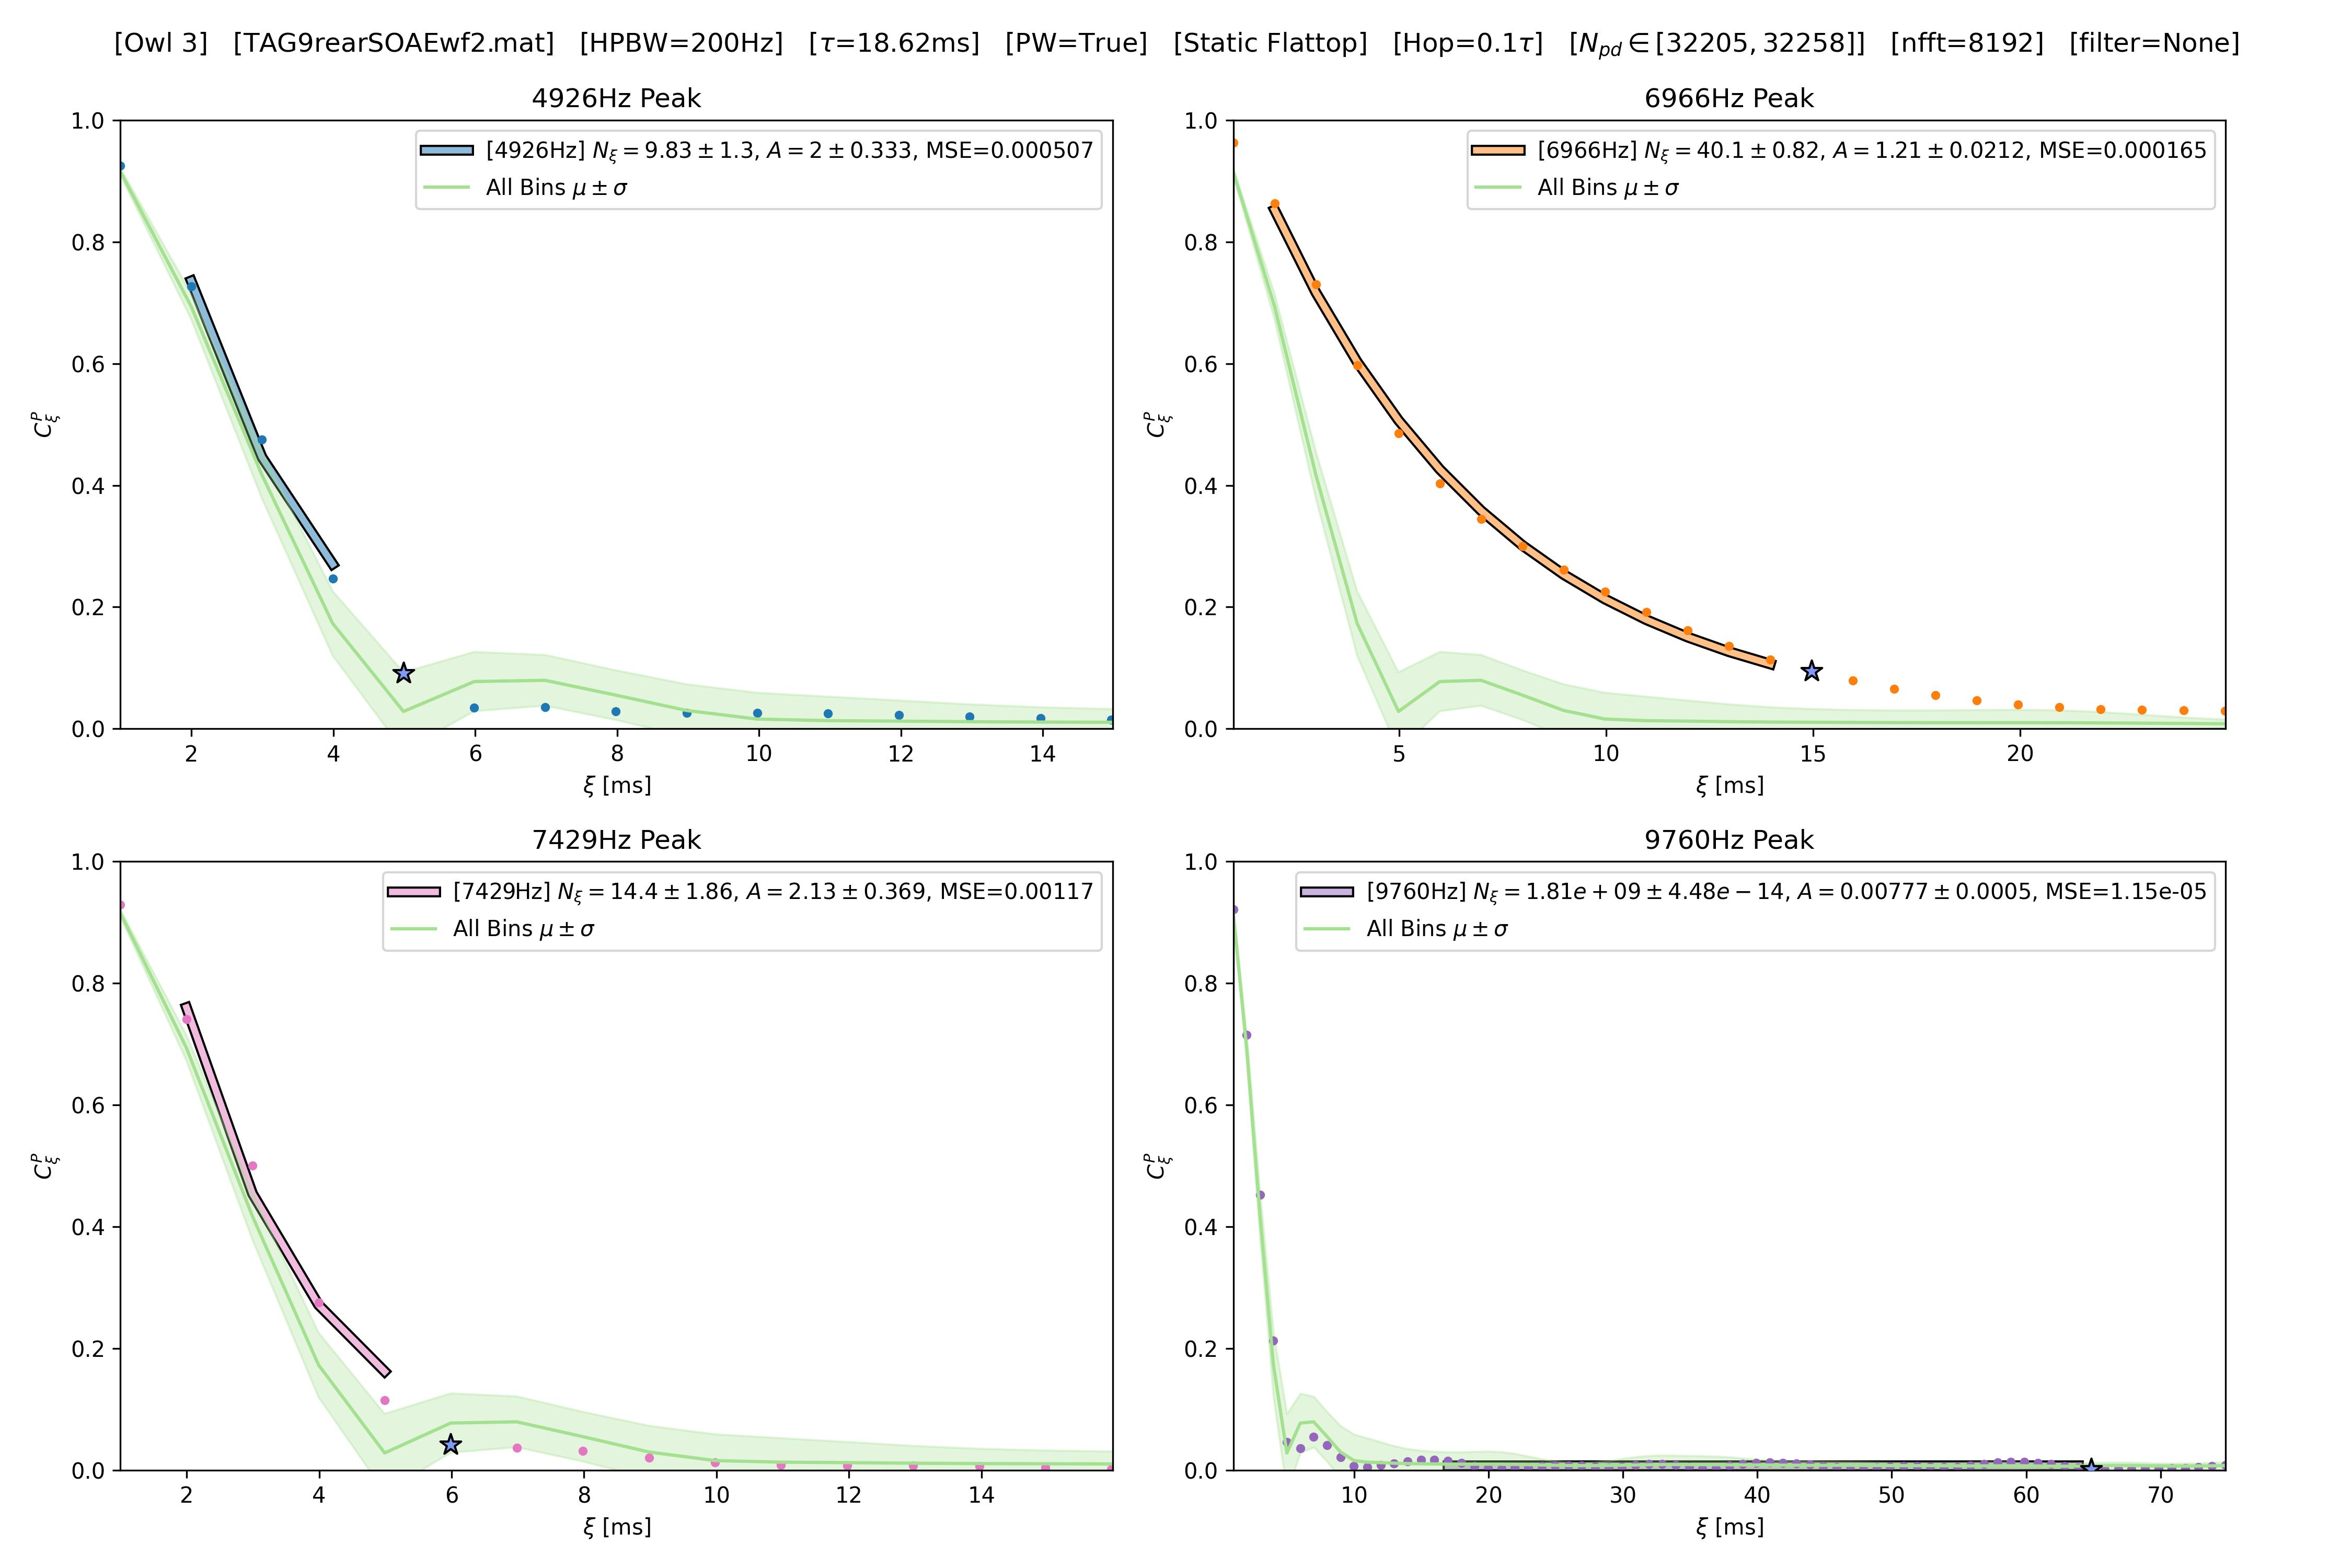 [Owl 3] [TAG9rearSOAEwf2.mat] [HPBW=200Hz] [τ=18.62ms] [PW=True] [Static Flattop] [Hop=0.1τ] [N_pd ∈ [32205, 32258]] [nfft=8192] [filter=None]
4926Hz Peak
[4926Hz] N_ξ = 9.83 ± 1.3, A = 2 ± 0.333, MSE=0.000507
All Bins μ ± σ
1.0
0.8
0.6
0.4
0.2
0.0
C_ξ^P
2 4 6 8 10 12 14
ξ [ms]
6966Hz Peak
[6966Hz] N_ξ = 40.1 ± 0.82, A = 1.21 ± 0.0212, MSE=0.000165
All Bins μ ± σ
1.0
0.8
0.6
0.4
0.2
0.0
C_ξ^P
5 10 15 20
ξ [ms]
7429Hz Peak
[7429Hz] N_ξ = 14.4 ± 1.86, A = 2.13 ± 0.369, MSE=0.00117
All Bins μ ± σ
1.0
0.8
0.6
0.4
0.2
0.0
C_ξ^P
2 4 6 8 10 12 14
ξ [ms]
9760Hz Peak
[9760Hz] N_ξ = 1.81e + 09 ± 4.48e − 14, A = 0.00777 ± 0.0005, MSE=1.15e-05
All Bins μ ± σ
1.0
0.8
0.6
0.4
0.2
0.0
C_ξ^P
10 20 30 40 50 60 70
ξ [ms]